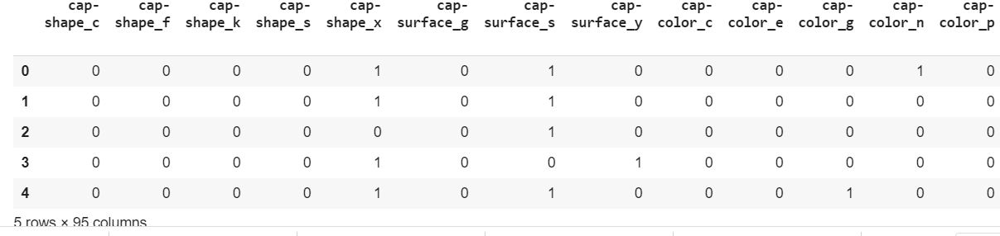 cap- cap- cap- cap- cap- cap- cap- cap- cap- cap- cap- cap- cap-
shape_c shape_f shape_k shape_s shape_x surface_g surface_s surface_y color_c color_e color_g color_n color_p
0 0 0 0 0 1 0 1 0 0 0 0 1 0
1 0 0 0 0 1 0 1 0 0 0 0 0 0
2 0 0 0 0 0 0 1 0 0 0 0 0 0
3 0 0 0 0 1 0 0 1 0 0 0 0 0
4 0 0 0 0 1 0 1 0 0 0 1 0 0
5 rows × 95 columns